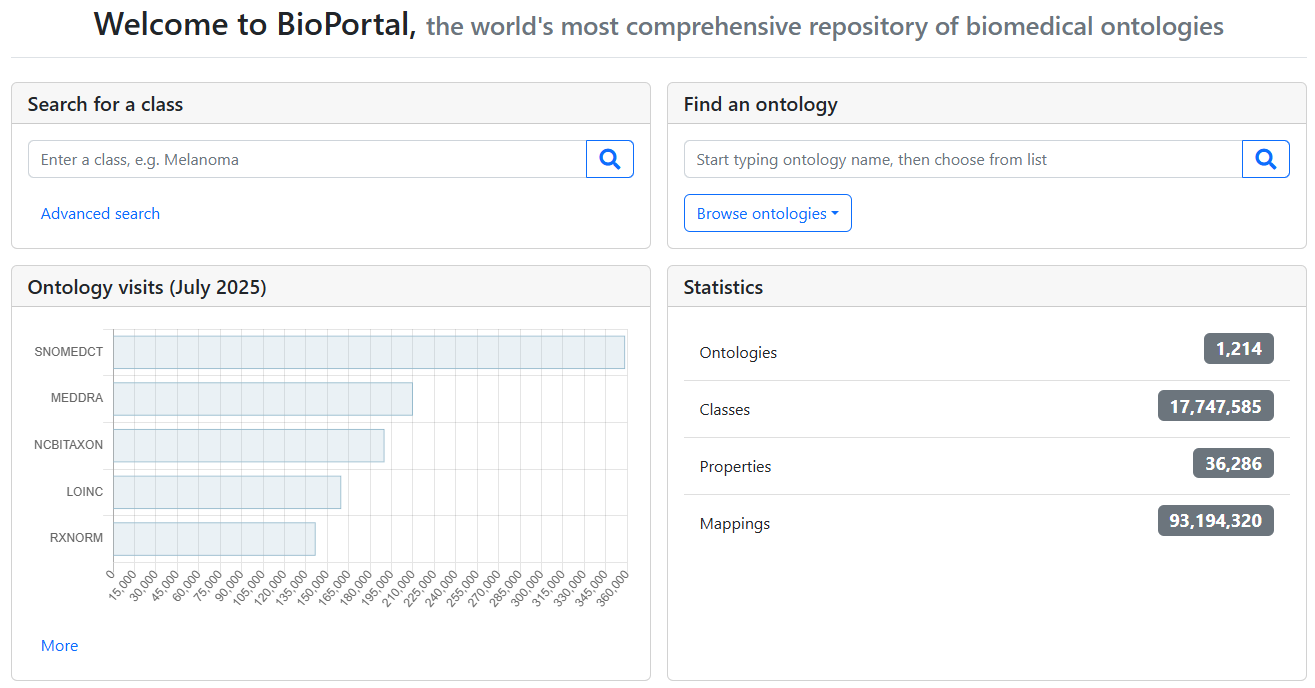 Welcome to BioPortal, the world's most comprehensive repository of biomedical ontologies
Search for a class
Enter a class, e.g. Melanoma
Advanced search
Find an ontology
Start typing ontology name, then choose from list
Browse ontologies
Ontology visits (July 2025)
SNOMEDCT
MEDDRA
NCBITAXON
LOINC
RXNORM
0 15,000 30,000 45,000 60,000 75,000 90,000 105,000 120,000 135,000 150,000 165,000 180,000 195,000 210,000 225,000 240,000 255,000 270,000 285,000 300,000 315,000 330,000 345,000 360,000
More
Statistics
Ontologies 1,214
Classes 17,747,585
Properties 36,286
Mappings 93,194,320